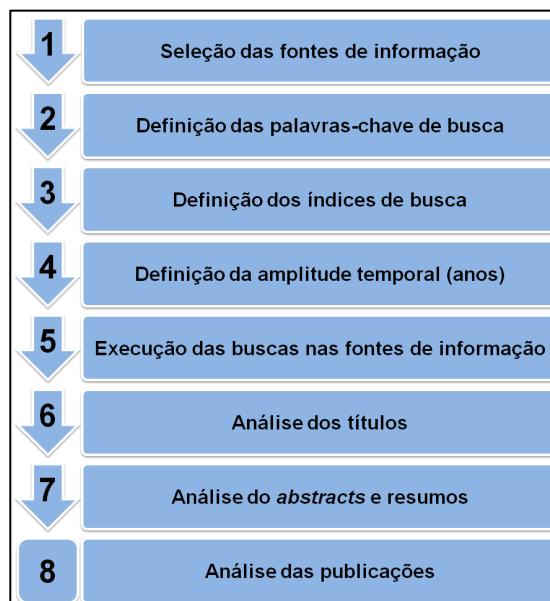 1 Seleção das fontes de informação
2 Definição das palavras-chave de busca
3 Definição dos índices de busca
4 Definição da amplitude temporal (anos)
5 Execução das buscas nas fontes de informação
6 Análise dos títulos
7 Análise do abstracts e resumos
8 Análise das publicações